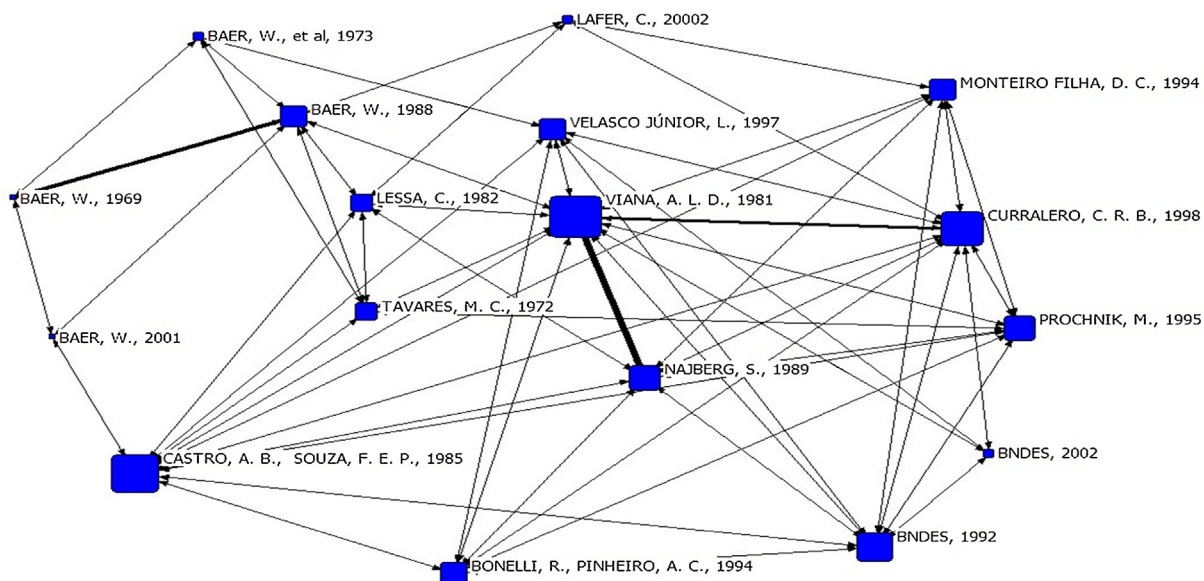 LAFER, C., 20002
BAER, W., et al, 1973
MONTEIRO FILHA, D. C., 1994
BAER, W., 1988
VELASCO JÚNIOR, L., 1997
BAER, W., 1969
LESSA, C., 1982
VIANA, A. L. D., 1981
CURRALERO, C. R. B., 1998
TAVARES, M. C., 1972
PROCHNIK, M., 1995
BAER, W., 2001
NAJBERG, S., 1989
CASTRO, A. B., SOUZA, F. E. P., 1985
BNDES, 2002
BNDES, 1992
BONELLI, R., PINHEIRO, A. C., 1994